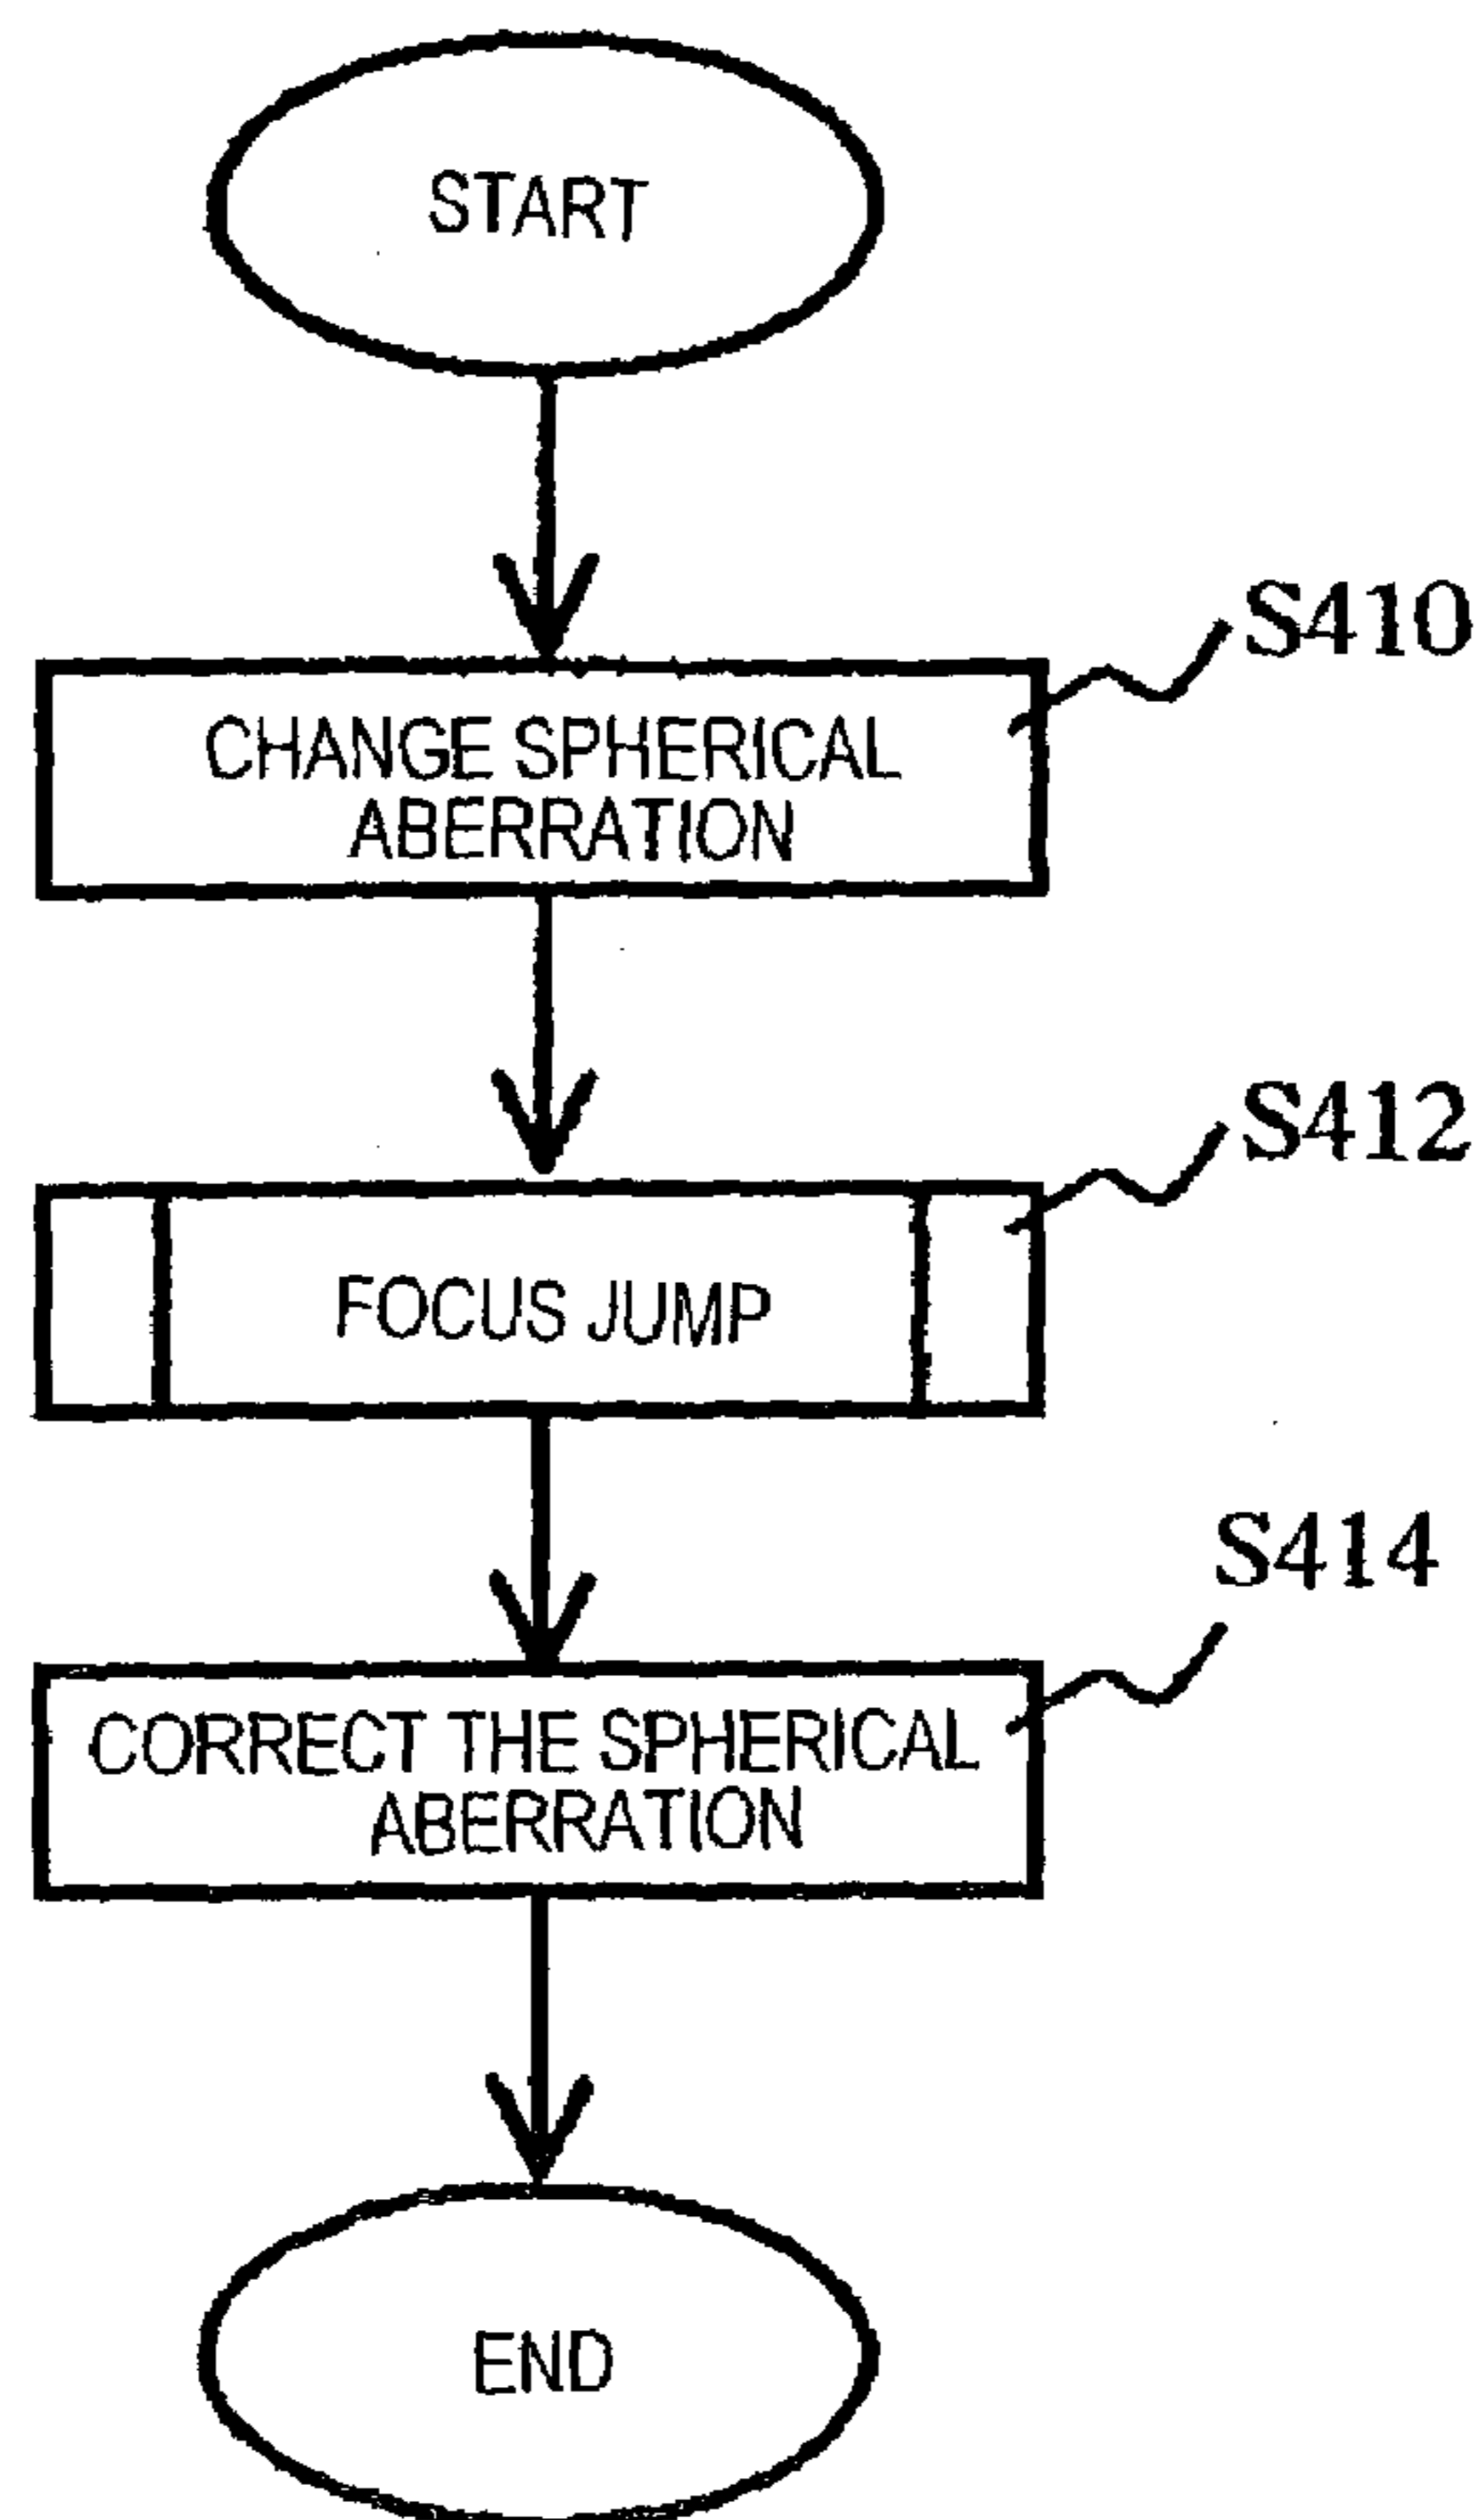 START
S410
CHANGE SPHERICAL
ABERRATION
S412
FOCUS JUMP
S414
CORRECT THE SPHERICAL
ABERRATION
END